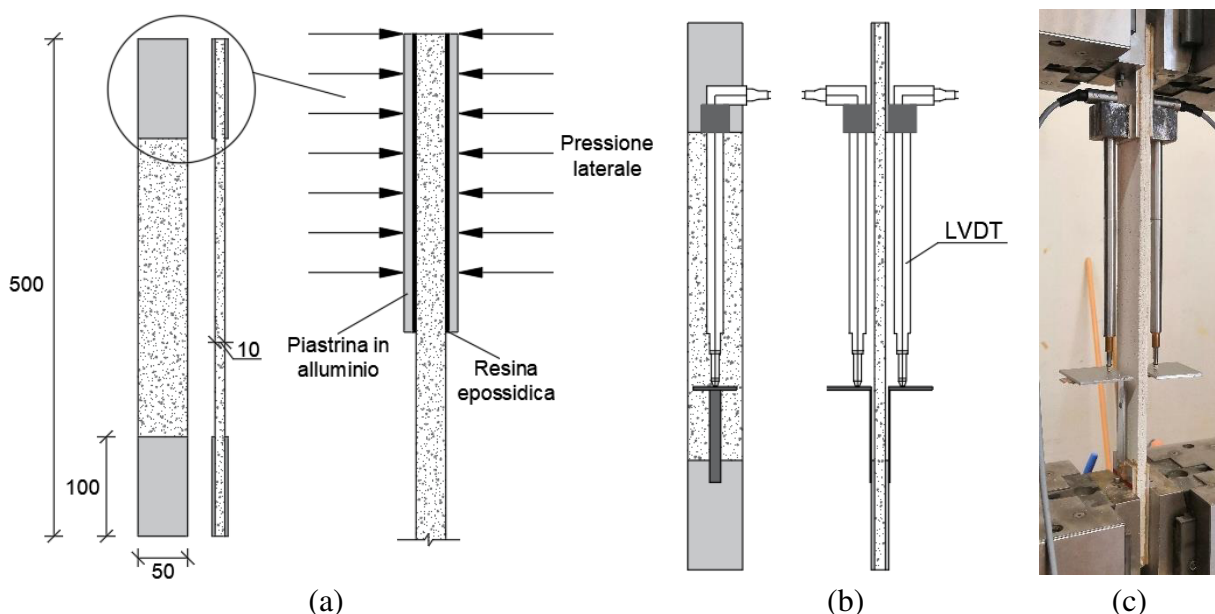 500
100
50
10
Piastrina in
alluminio
Resina
epossidica
Pressione
laterale
LVDT
(a)
(b)
(c)